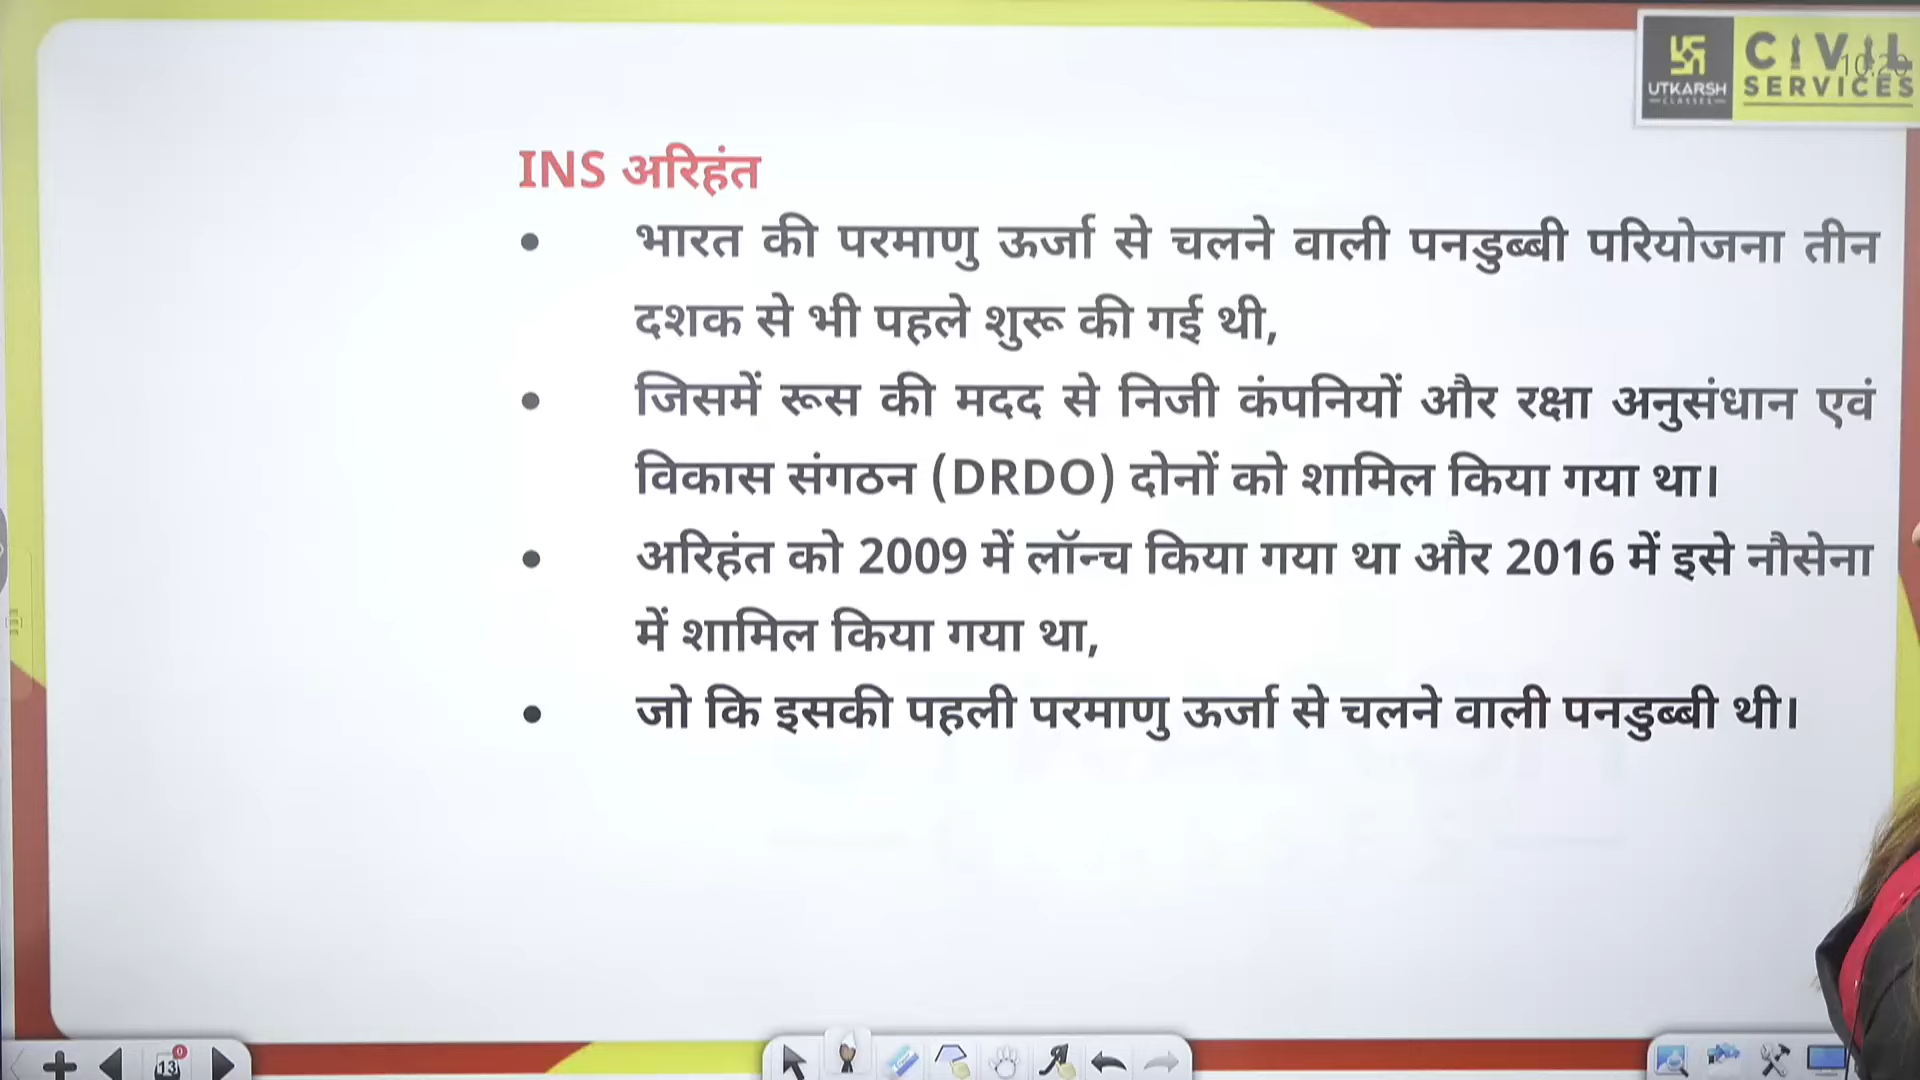 UTKARSH
CLASSES
CIVIL
SERVICES
INS अरिहंत
• भारत की परमाणु ऊर्जा से चलने वाली पनडुब्बी परियोजना तीन
दशक से भी पहले शुरू की गई थी,
• जिसमें रूस की मदद से निजी कंपनियों और रक्षा अनुसंधान एवं
विकास संगठन (DRDO) दोनों को शामिल किया गया था।
• अरिहंत को 2009 में लॉन्च किया गया था और 2016 में इसे नौसेना
में शामिल किया गया था,
• जो कि इसकी पहली परमाणु ऊर्जा से चलने वाली पनडुब्बी थी।
13
0